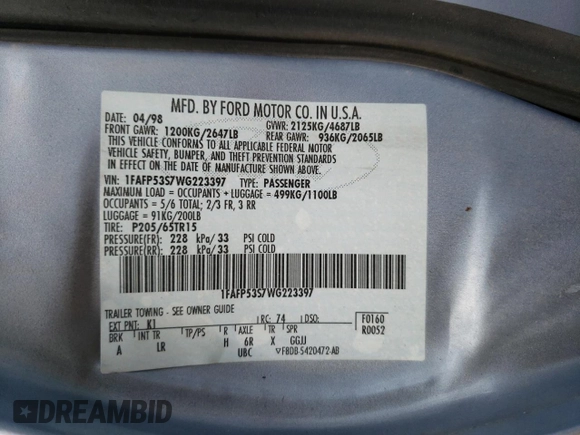 MFD. BY FORD MOTOR CO. IN U.S.A.
DATE: 04/98 GVWR: 2125KG/4687LB
FRONT GAWR: 1200KG/2647LB REAR GAWR: 936KG/2065LB
THIS VEHICLE CONFORMS TO ALL APPLICABLE FEDERAL MOTOR
VEHICLE SAFETY, BUMPER, AND THEFT PREVENTION STANDARDS
IN EFFECT ON THE DATE OF MANUFACTURE SHOWN ABOVE.
VIN: 1FAFP53S7WG223397 TYPE: PASSENGER
MAXIMUM LOAD = OCCUPANTS + LUGGAGE = 499KG/1100LB
OCCUPANTS = 5/6 TOTAL; 2/3 FR, 3 RR
LUGGAGE = 91KG/200LB
TIRE: P205/65TR15
PRESSURE(FR) 228 kPa/ 33 PSI COLD
PRESSURE(RR) 228 kPa/ 33 PSI COLD
1FAFP53S7WG223397
TRAILER TOWING - SEE OWNER GUIDE
EXT PNT: K1 RC: 74 DSO: F0160
BRK INT TR TP/PS R AXLE TR SPR R0052
A LR H 6R X GGJJ
UBC F8DB-5420472-AB
DREAMBID